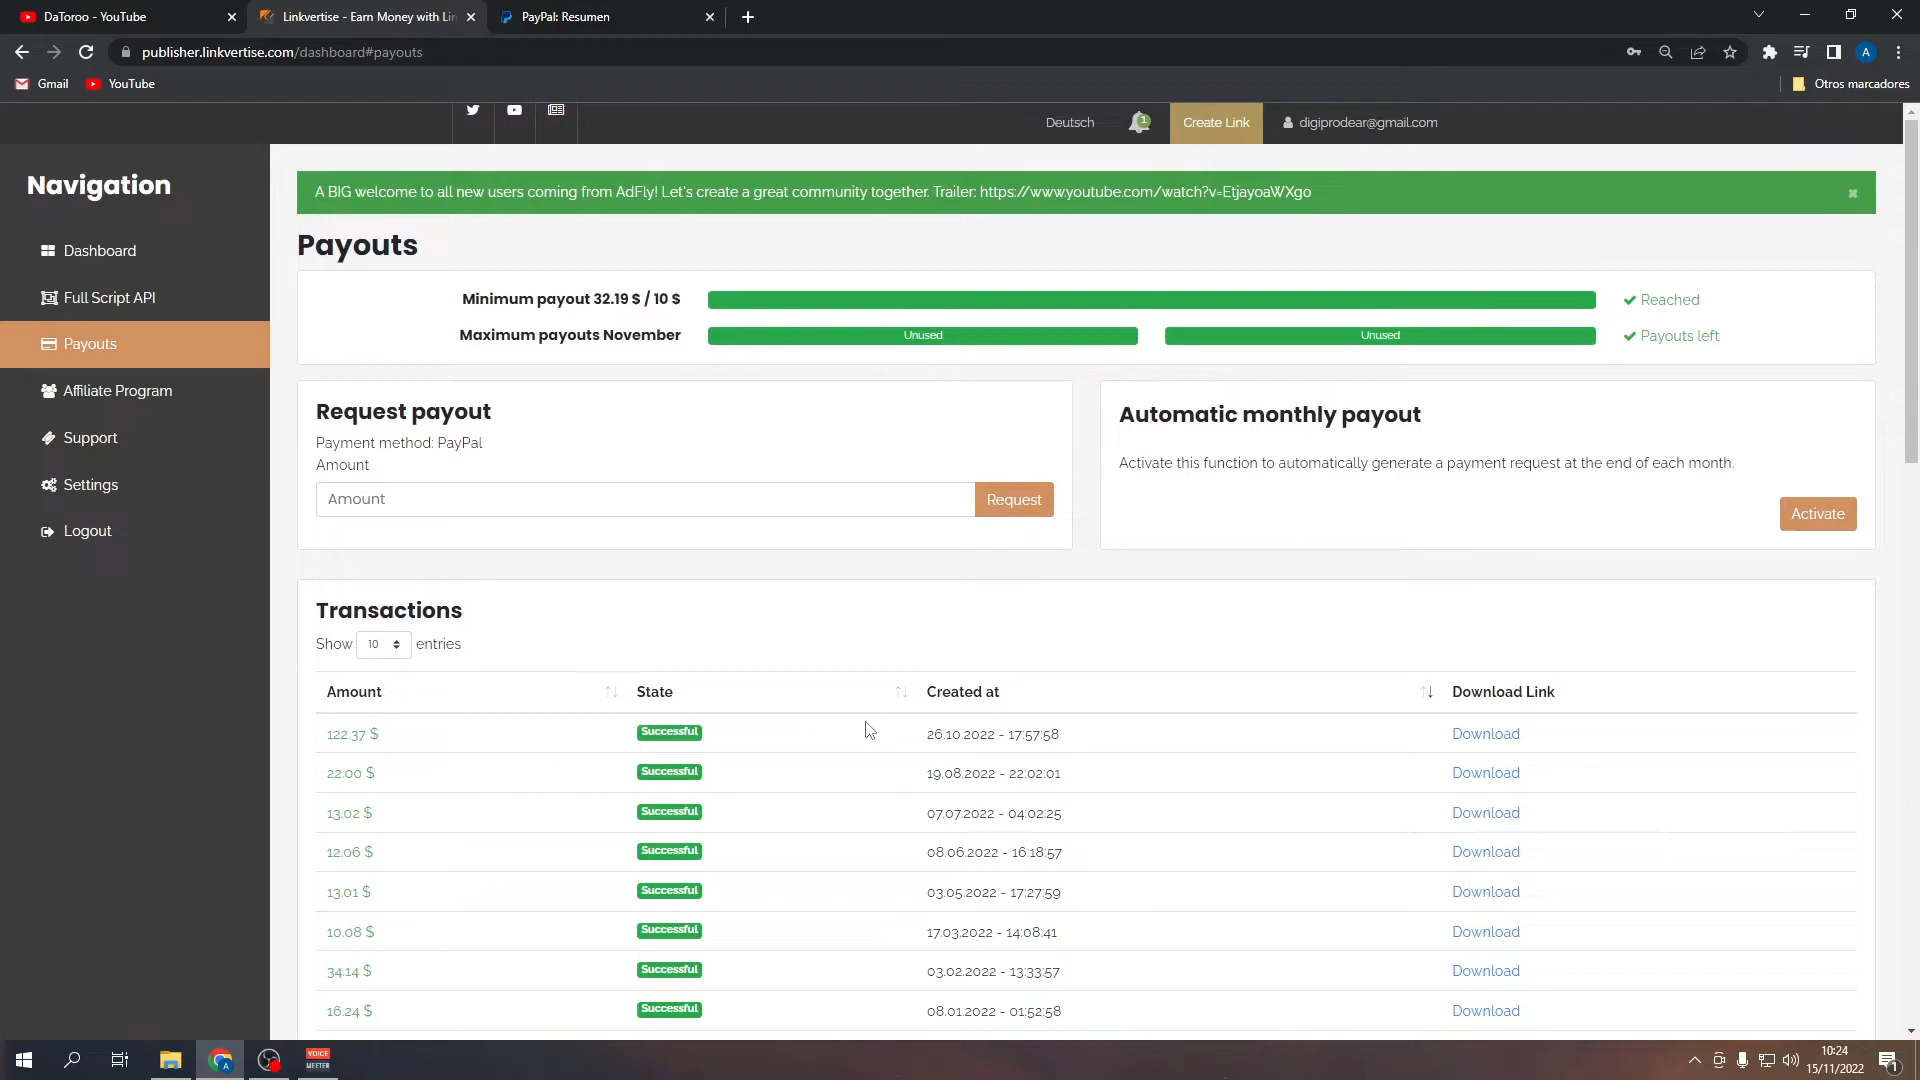 DaToroo - YouTube
Linkvertise - Earn Money with Lin
PayPal: Resumen
publisher.linkvertise.com/dashboard#payouts
A
Gmail
YouTube
Otros marcadores
Deutsch
1
Create Link
digiprodear@gmail.com
Navigation
Dashboard
Full Script API
Payouts
Affiliate Program
Support
Settings
Logout
A BIG welcome to all new users coming from AdFly! Let's create a great community together. Trailer: https://www.youtube.com/watch?v=EtjayoaWXgo
Payouts
Minimum payout 32.19 $ / 10 $
Reached
Maximum payouts November
Unused
Unused
Payouts left
Request payout
Payment method: PayPal
Amount
Amount
Request
Automatic monthly payout
Activate this function to automatically generate a payment request at the end of each month.
Activate
Transactions
Show 10 entries
Amount State Created at Download Link
122.37 $ Successful 26.10.2022 - 17:57:58 Download
22.00 $ Successful 19.08.2022 - 22:02:01 Download
13.02 $ Successful 07.07.2022 - 04:02:25 Download
12.06 $ Successful 08.06.2022 - 16:18:57 Download
13.01 $ Successful 03.05.2022 - 17:27:59 Download
10.08 $ Successful 17.03.2022 - 14:08:41 Download
34.14 $ Successful 03.02.2022 - 13:33:57 Download
16.24 $ Successful 08.01.2022 - 01:52:58 Download
A
VOICE
MEETER
10:24
15/11/2022
1